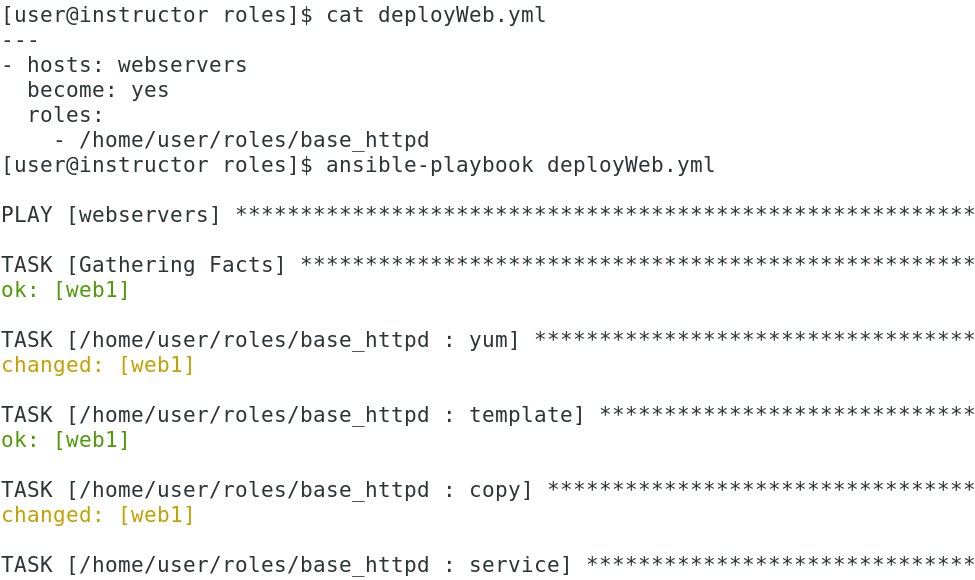 [user@instructor roles]$ cat deployWeb.yml
---
- hosts: webservers
  become: yes
  roles:
    - /home/user/roles/base_httpd
[user@instructor roles]$ ansible-playbook deployWeb.yml
PLAY [webservers] *********************************************************
TASK [Gathering Facts] ****************************************************
ok: [web1]
TASK [/home/user/roles/base_httpd : yum] **********************************
changed: [web1]
TASK [/home/user/roles/base_httpd : template] *****************************
ok: [web1]
TASK [/home/user/roles/base_httpd : copy] *********************************
changed: [web1]
TASK [/home/user/roles/base_httpd : service] ******************************